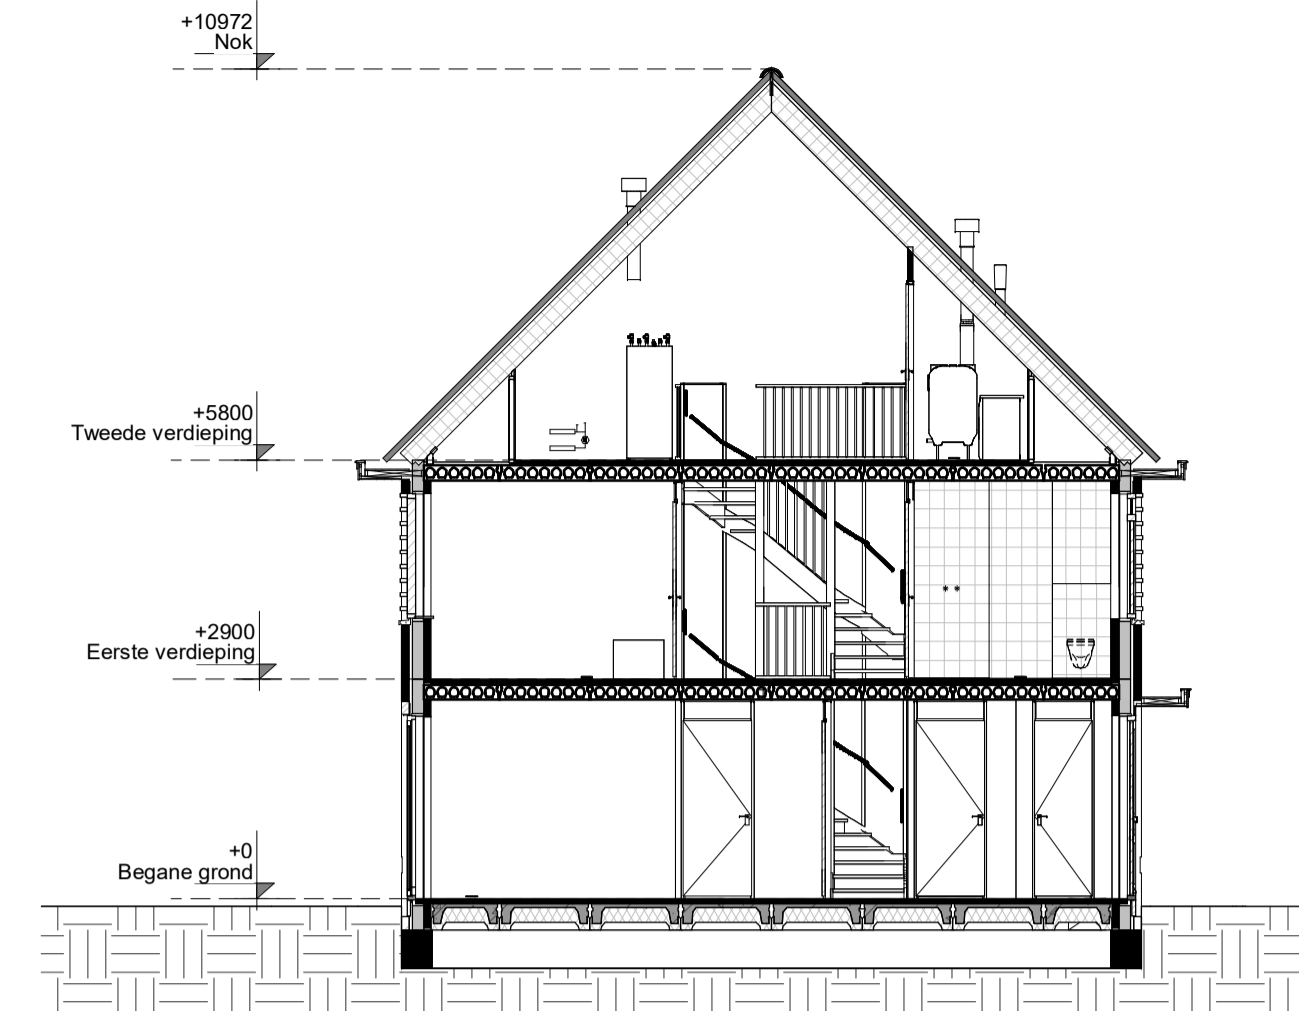 +10972
Nok
+5800
Tweede verdieping
+2900
Eerste verdieping
+0
Begane grond